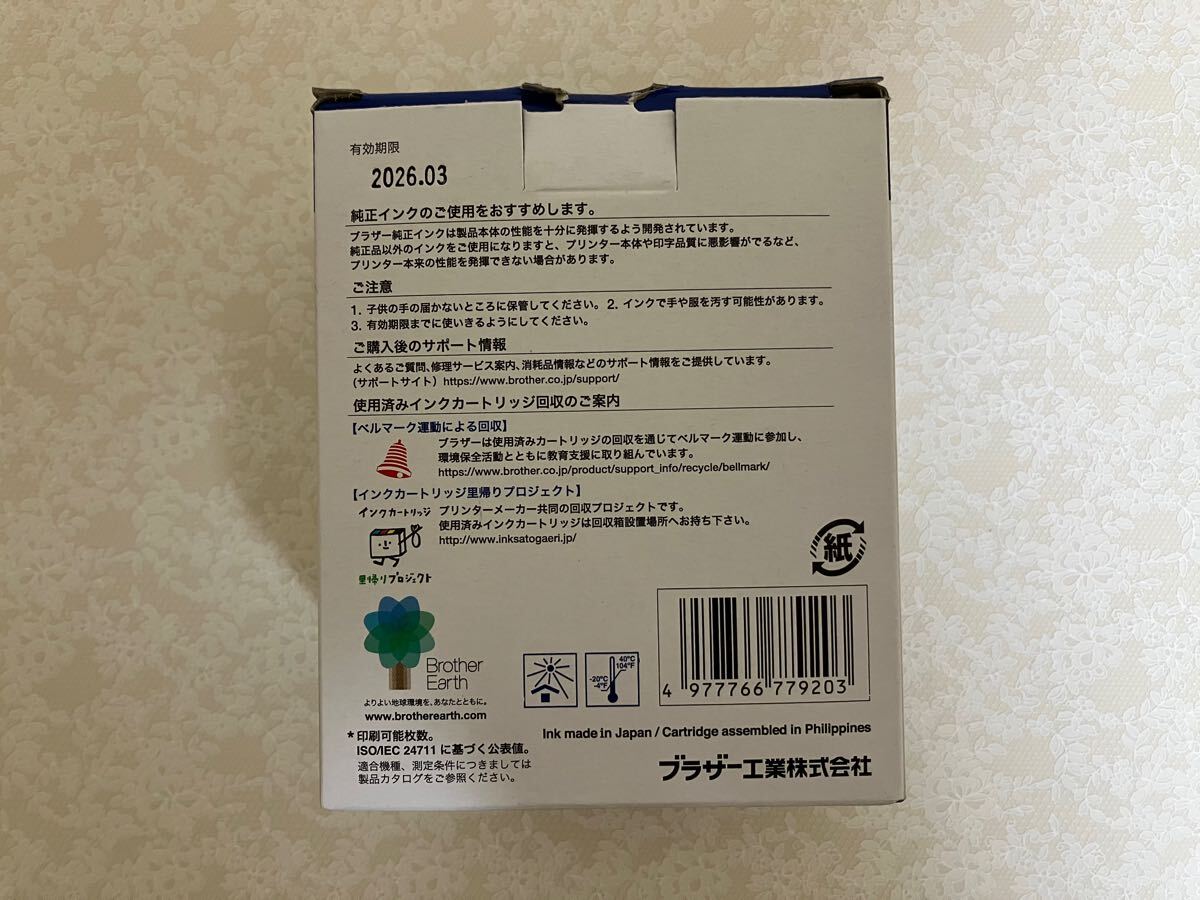 有効期限
2026.03
純正インクのご使用をおすすめします。
ブラザー純正インクは製品本体の性能を十分に発揮するよう開発されています。
純正品以外のインクをご使用になりますと、プリンター本体や印字品質に悪影響がでるなど、
プリンター本来の性能を発揮できない場合があります。
ご注意
1. 子供の手の届かないところに保管してください。2. インクで手や服を汚す可能性があります。
3. 有効期限までに使いきるようにしてください。
ご購入後のサポート情報
よくあるご質問、修理サービス案内、消耗品情報などのサポート情報をご提供しています。
(サポートサイト) https://www.brother.co.jp/support/
使用済みインクカートリッジ回収のご案内
【ベルマーク運動による回収】
ブラザーは使用済みカートリッジの回収を通じてベルマーク運動に参加し、
環境保全活動とともに教育支援に取り組んでいます。
https://www.brother.co.jp/product/support_info/recycle/bellmark/
【インクカートリッジ里帰りプロジェクト】
インクカートリッジ
里帰りプロジェクト
プリンターメーカー共同の回収プロジェクトです。
使用済みインクカートリッジは回収箱設置場所へお持ち下さい。
http://www.inksatogaeri.jp/
紙
Brother
Earth
よりよい地球環境を、あなたとともに。
www.brotherearth.com
40°C
104°F
-20°C
-4°F
4 977766 779203
*印刷可能枚数。
ISO/IEC 24711 に基づく公表値。
適合機種、測定条件につきましては
製品カタログをご参照ください。
Ink made in Japan / Cartridge assembled in Philippines
ブラザー工業株式会社